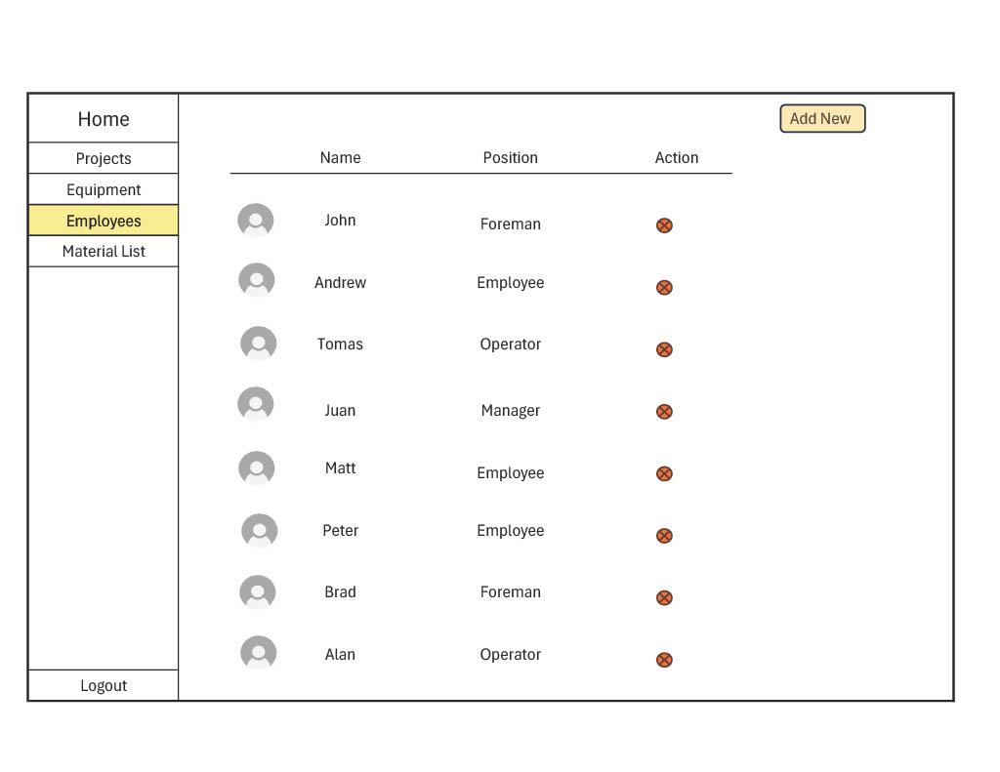 Home
Projects
Equipment
Employees
Material List
Logout
Add New
Name Position Action
John Foreman
Andrew Employee
Tomas Operator
Juan Manager
Matt Employee
Peter Employee
Brad Foreman
Alan Operator